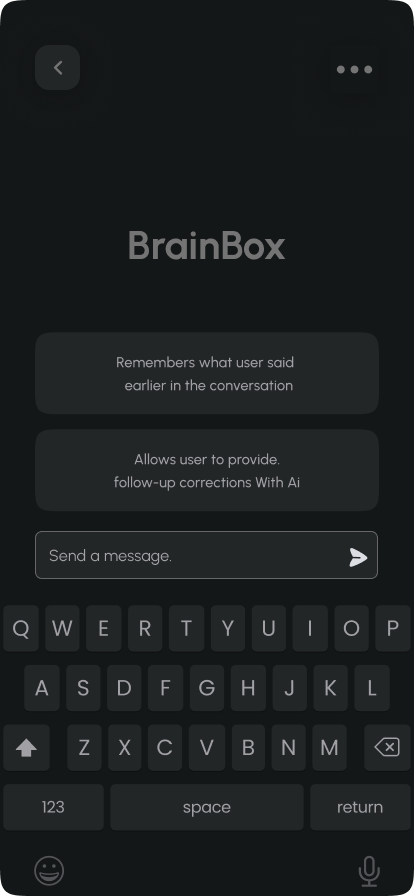 BrainBox
Remembers what user said
earlier in the conversation
Allows user to provide.
follow-up corrections With Ai
Send a message.
Q W E R T Y U I O P
A S D F G H J K L
Z X C V B N M
123 space return